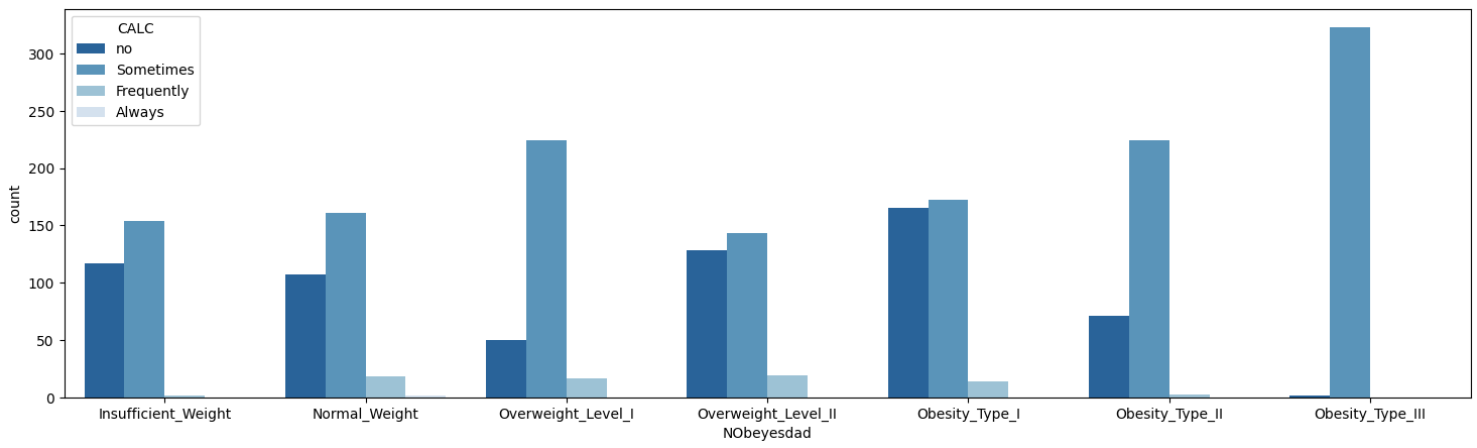 CALC
no
Sometimes
Frequently
Always
300
250
200
150
100
50
0
count
Insufficient_Weight Normal_Weight Overweight_Level_I Overweight_Level_II Obesity_Type_I Obesity_Type_II Obesity_Type_III
NObeyesdad